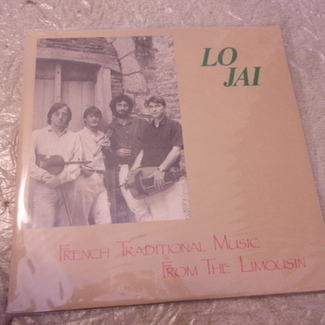 LO
JAI
FRENCH TRADITIONAL MUSIC
FROM THE LIMOUSIN